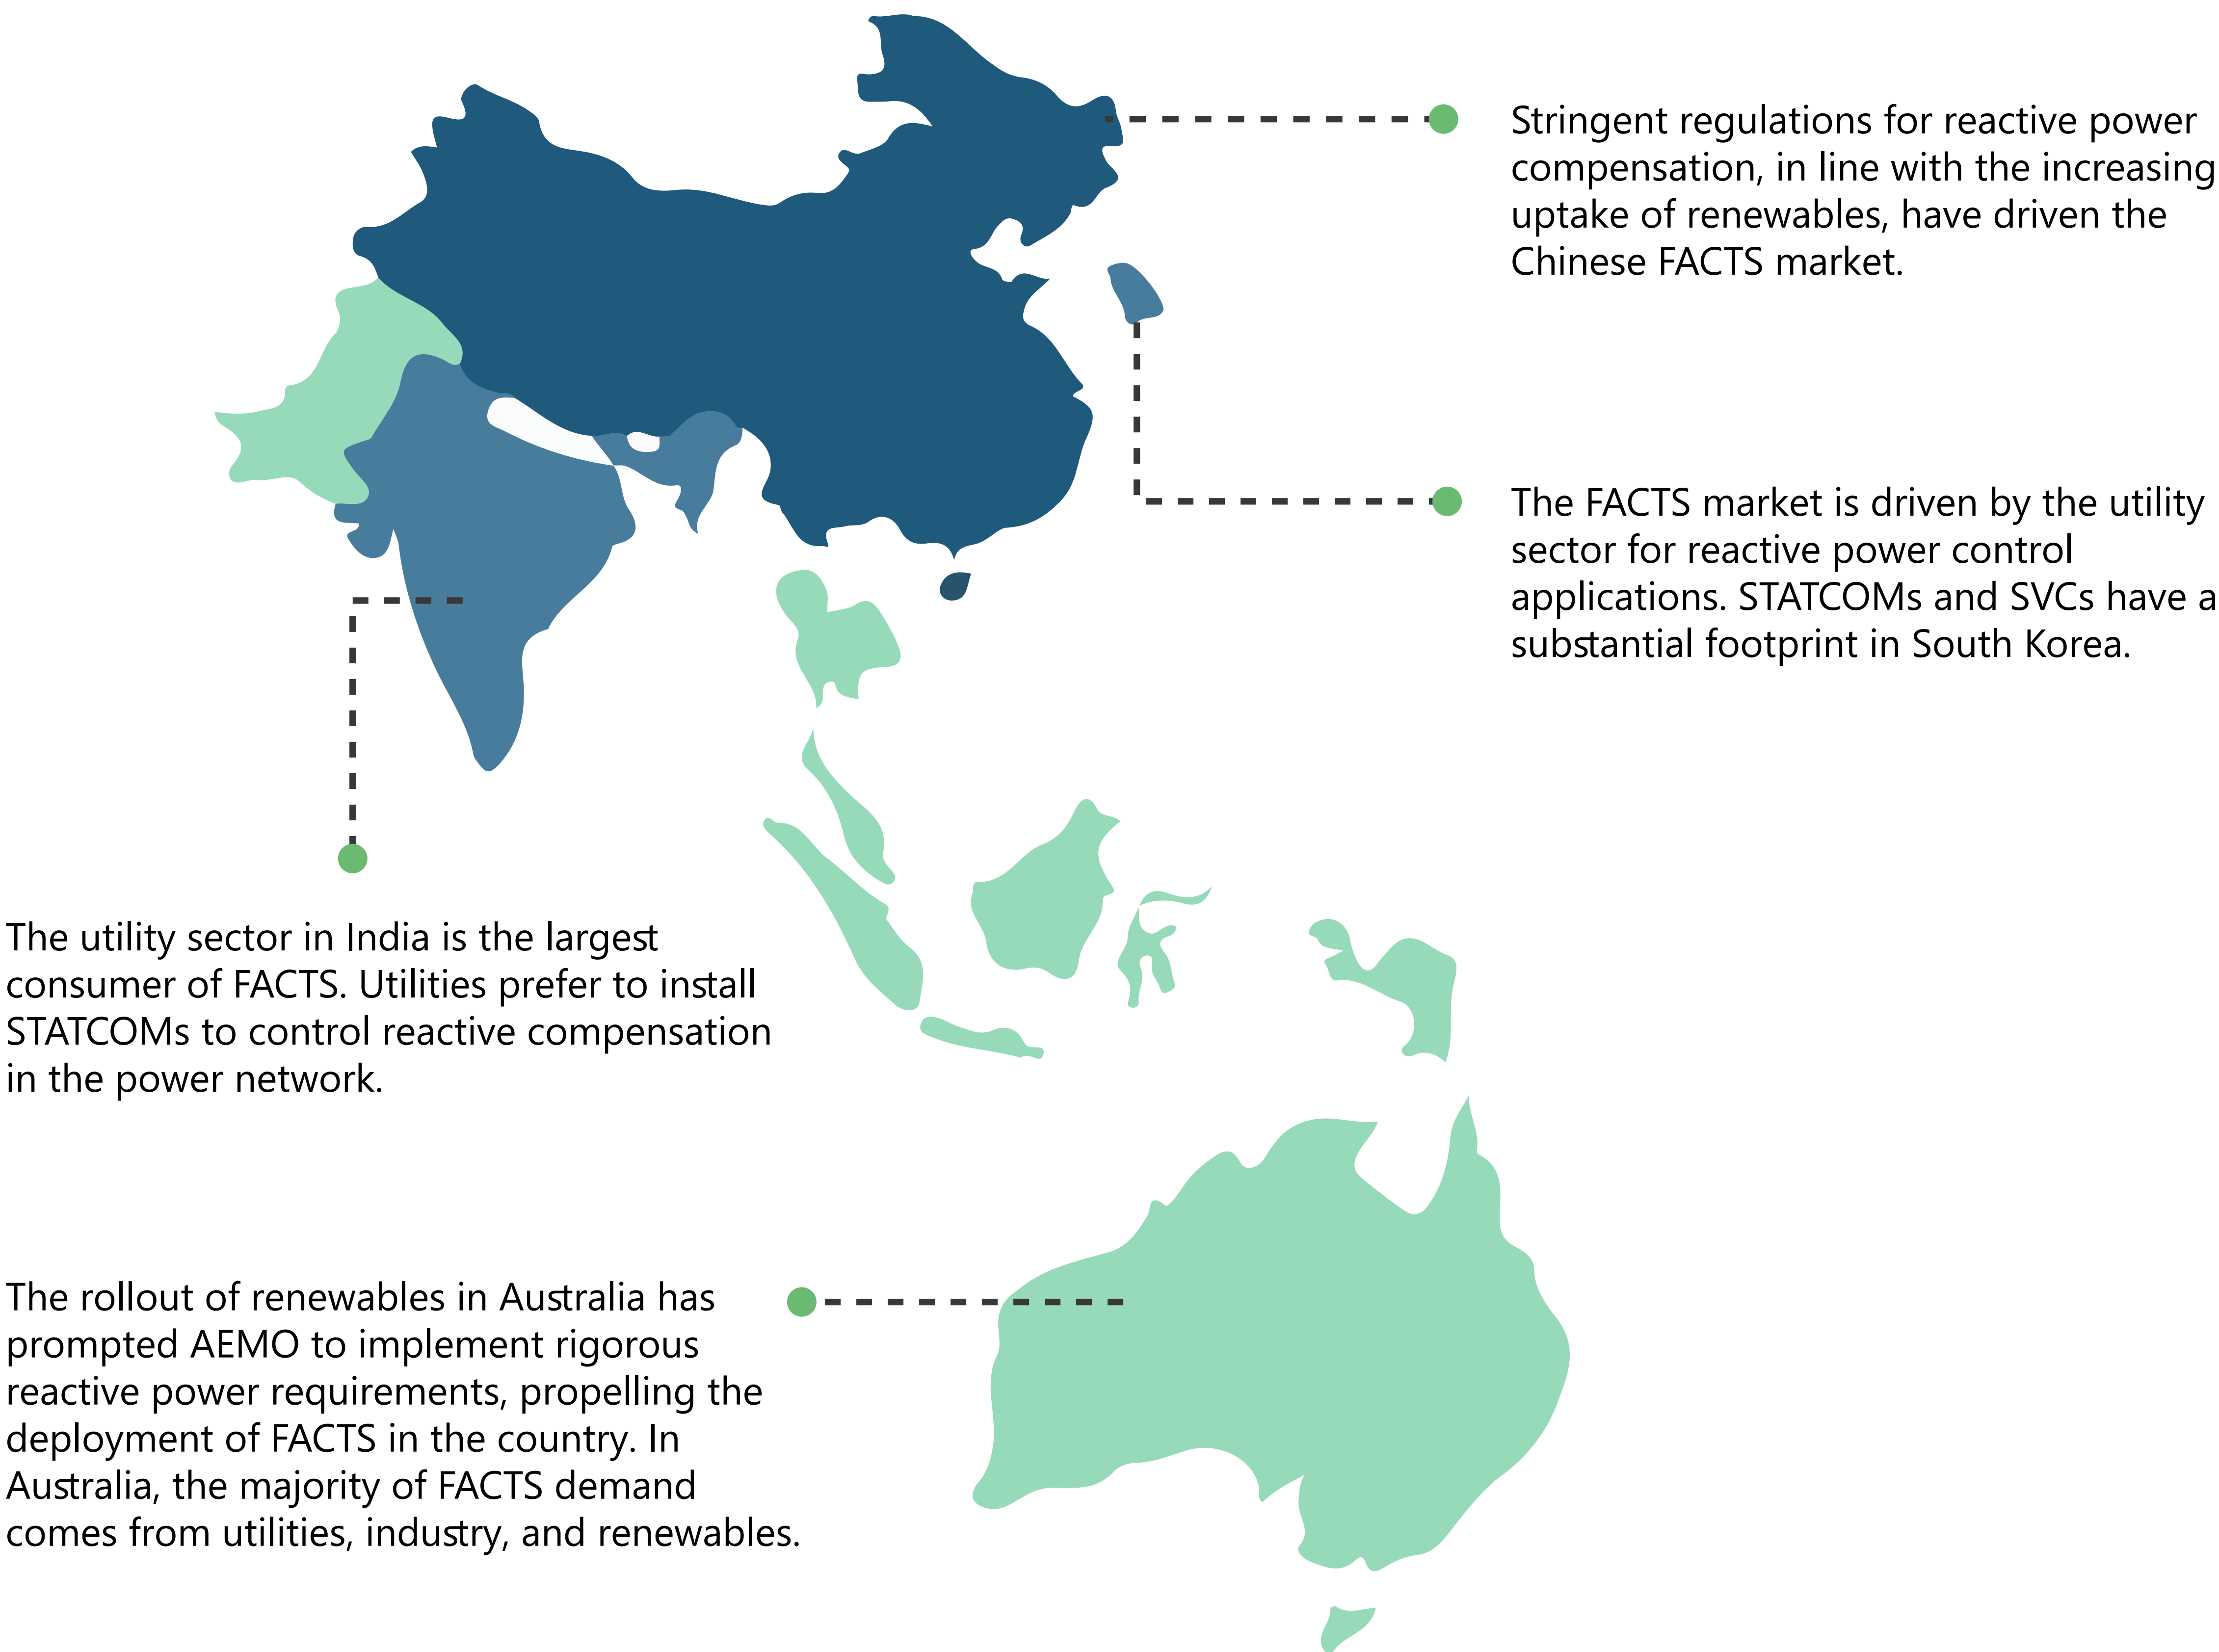 Stringent regulations for reactive power
compensation, in line with the increasing
uptake of renewables, have driven the
Chinese FACTS market.
The FACTS market is driven by the utility
sector for reactive power control
applications. STATCOMs and SVCs have a
substantial footprint in South Korea.
The utility sector in India is the largest
consumer of FACTS. Utilities prefer to install
STATCOMs to control reactive compensation
in the power network.
The rollout of renewables in Australia has
prompted AEMO to implement rigorous
reactive power requirements, propelling the
deployment of FACTS in the country. In
Australia, the majority of FACTS demand
comes from utilities, industry, and renewables.